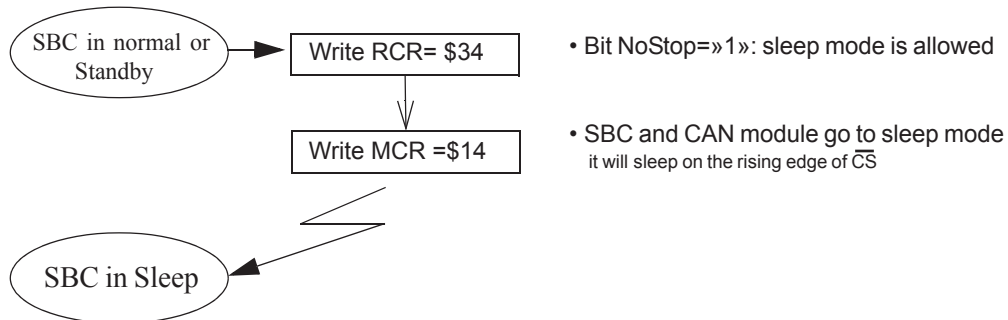 SBC in normal or
Standby
Write RCR= $34
• Bit NoStop=»1»: sleep mode is allowed
Write MCR =$14
• SBC and CAN module go to sleep mode
it will sleep on the rising edge of C̅S̅
SBC in Sleep